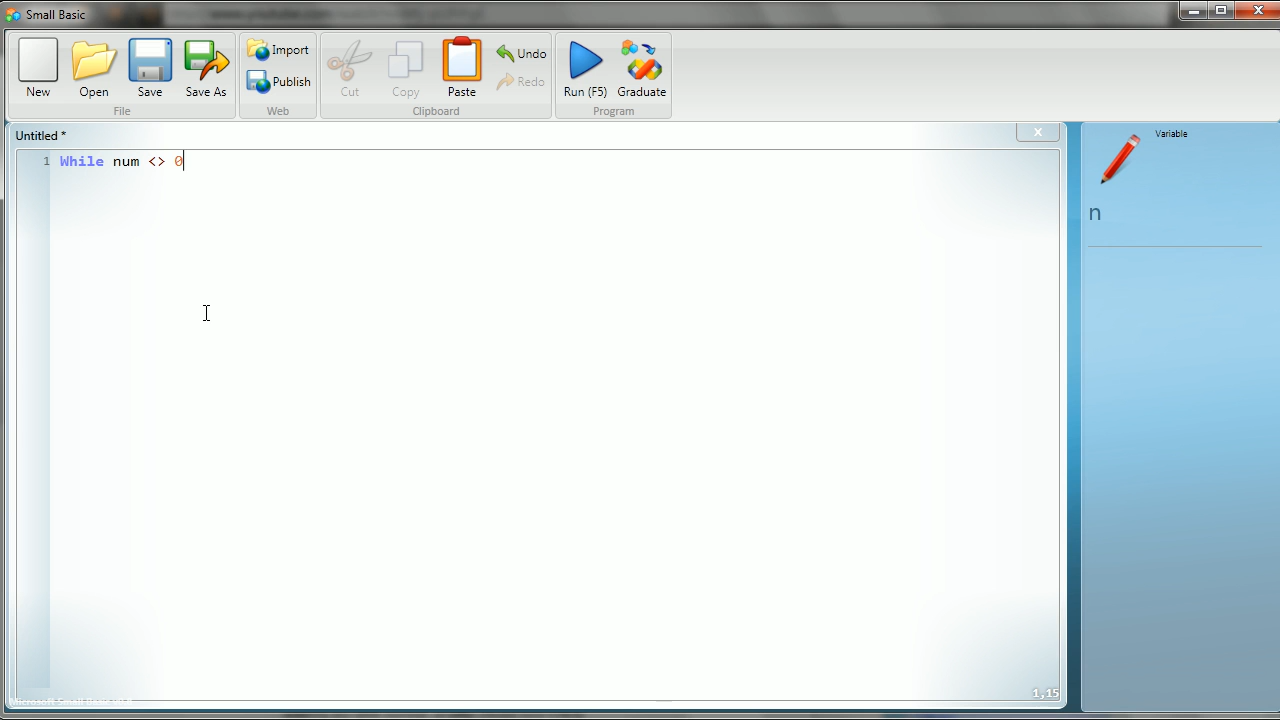 Small Basic
New
Open
Save
Save As
File
Import
Publish
Web
Cut
Copy
Paste
Undo
Redo
Clipboard
Run (F5)
Graduate
Program
Untitled *
1 While num <> 0
Variable
n
1,15